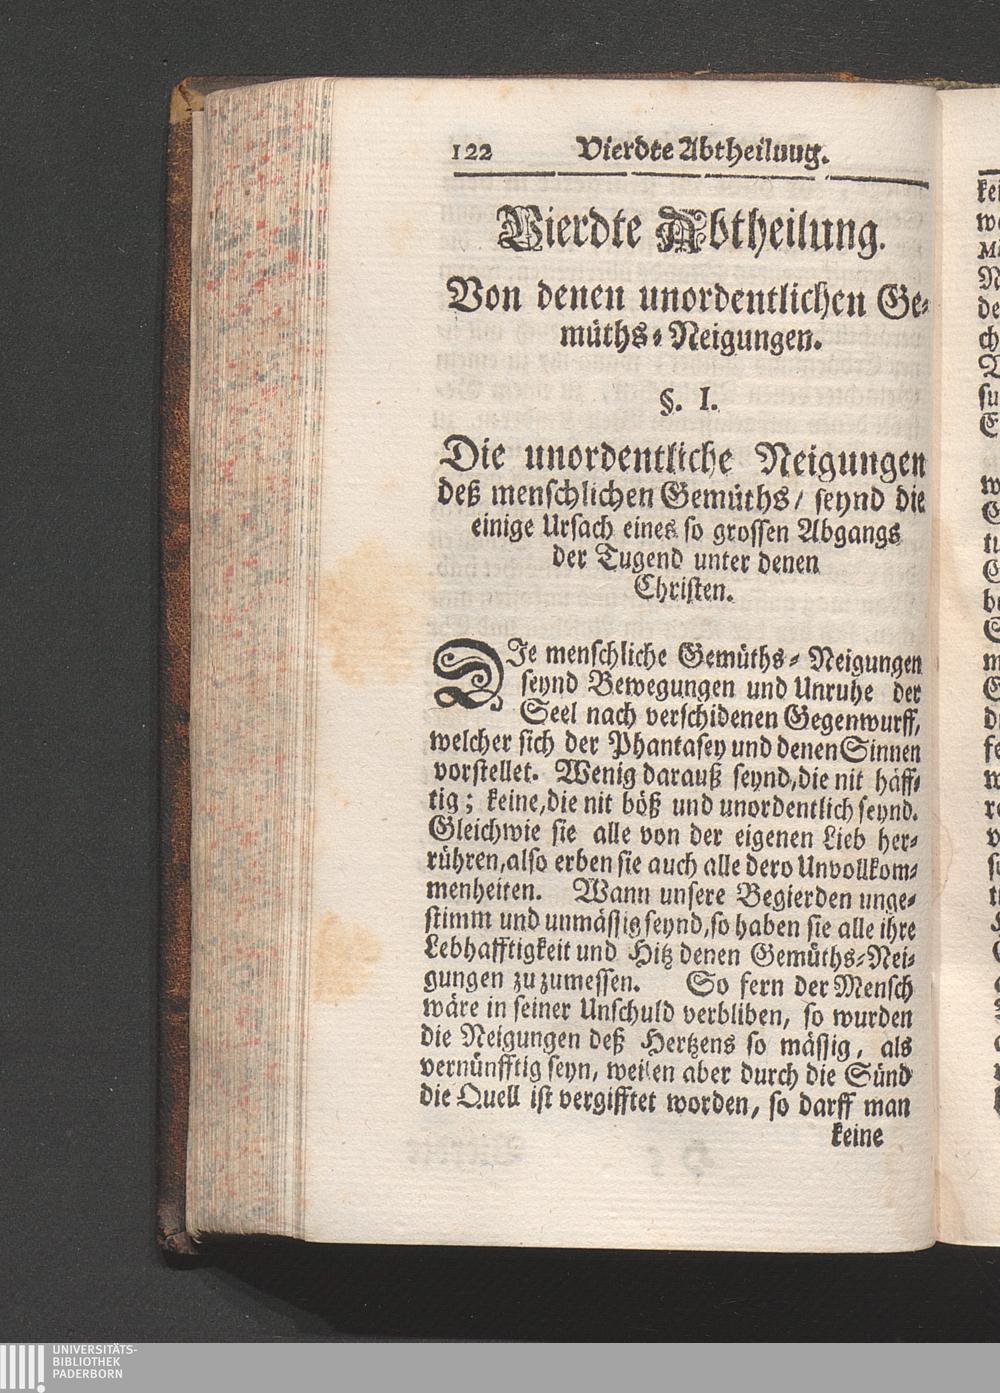 122 Vierdte Abtheilung.
Vierdte Abtheilung.
Von denen unordentlichen Ge-
müths-Neigungen.
§. I.
Die unordentliche Neigungen
deß menschlichen Gemüths/ seynd die
einige Ursach eines so grossen Abgangs
der Tugend unter denen
Christen.
DIe menschliche Gemüths-Neigungen
seynd Bewegungen und Unruhe der
Seel nach verschidenen Gegenwurff,
welcher sich der Phantasey und denen Sinnen
vorstellet. Wenig darauß seynd, die nit häff-
tig; keine, die nit böß und unordentlich seynd.
Gleichwie sie alle von der eigenen Lieb her-
rühren, also erben sie auch alle dero Unvollkom-
menheiten. Wann unsere Begierden unge-
stimm und unmässig seynd, so haben sie alle ihre
Lebhafftigkeit und Hitz denen Gemüths-Nei-
gungen zu zumessen. So fern der Mensch
wäre in seiner Unschuld verbliben, so wurden
die Neigungen deß Hertzens so mässig, als
vernünfftig seyn, weilen aber durch die Sünd
die Quell ist vergifftet worden, so darff man
keine
UNIVERSITÄTS-
BIBLIOTHEK
PADERBORN